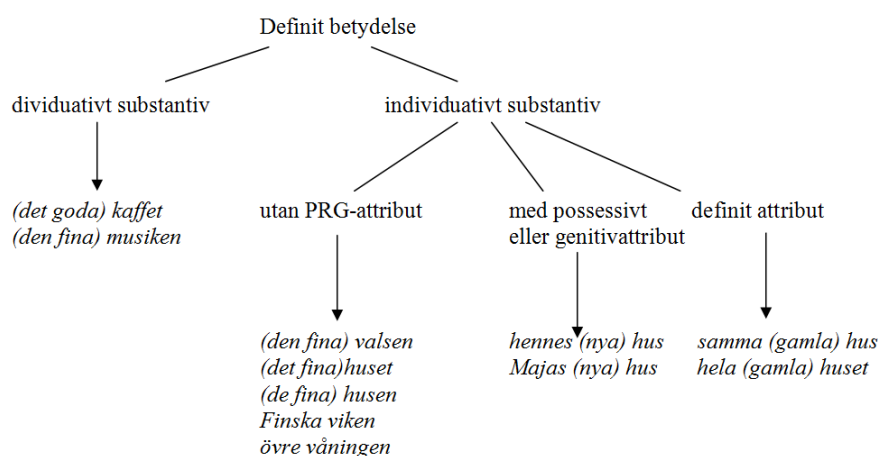 Definit betydelse
dividuativt substantiv
individuativt substantiv
(det goda) kaffet
(den fina) musiken
utan PRG-attribut
med possessivt
eller genitivattribut
definit attribut
(den fina) valsen
(det fina)huset
(de fina) husen
Finska viken
övre våningen
hennes (nya) hus
Majas (nya) hus
samma (gamla) hus
hela (gamla) huset